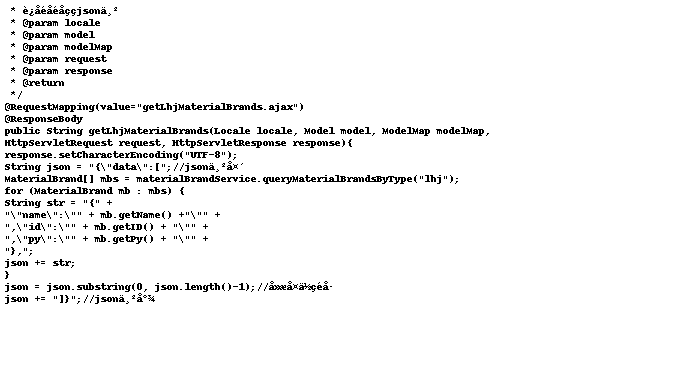 * è¿åéåéåççjsonä¸²
* @param locale
* @param model
* @param modelMap
* @param request
* @param response
* @return
*/
@RequestMapping(value="getLhjMaterialBrands.ajax")
@ResponseBody
public String getLhjMaterialBrands(Locale locale, Model model, ModelMap modelMap,
HttpServletRequest request, HttpServletResponse response){
response.setCharacterEncoding("UTF-8");
String json = "{\"data\":[";//jsonä¸²å¤´
MaterialBrand[] mbs = materialBrandService.queryMaterialBrandsByType("lhj");
for (MaterialBrand mb : mbs) {
String str = "{" +
"\"name\":\"" + mb.getName() +"\"" +
",\"id\":\"" + mb.getID() + "\"" +
",\"py\":\"" + mb.getPy() + "\"" +
"},";
json += str;
}
json = json.substring(0, json.length()-1);//å»æå¤ä½çéå·
json += "]}";//jsonä¸²å°¾